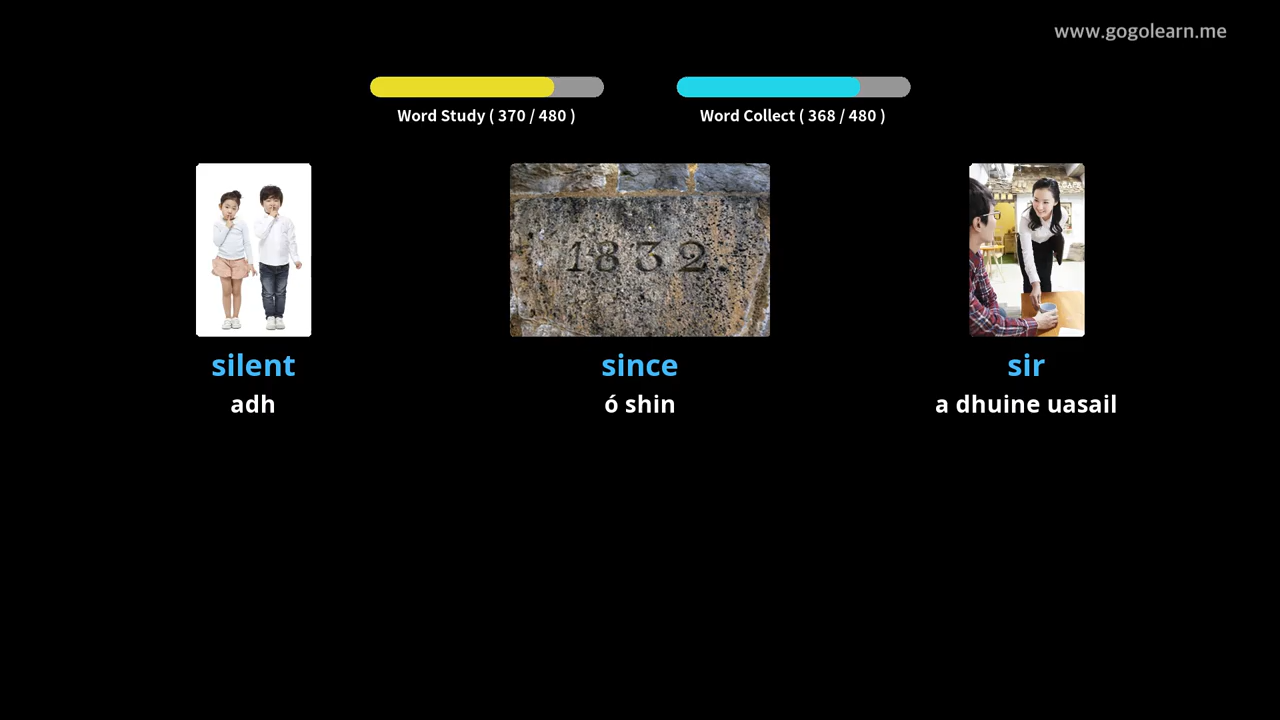 www.gogolearn.me
Word Study ( 370 / 480 )
Word Collect ( 368 / 480 )
1832.
silent
since
sir
adh
ó shin
a dhuine uasail